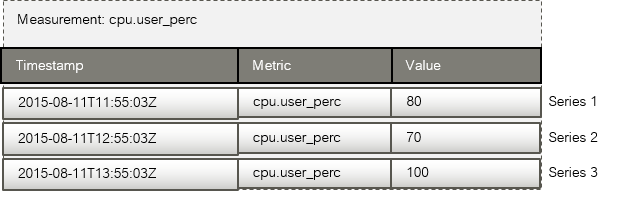 Measurement: cpu.user_perc
Timestamp Metric Value
2015-08-11T11:55:03Z cpu.user_perc 80 Series 1
2015-08-11T12:55:03Z cpu.user_perc 70 Series 2
2015-08-11T13:55:03Z cpu.user_perc 100 Series 3